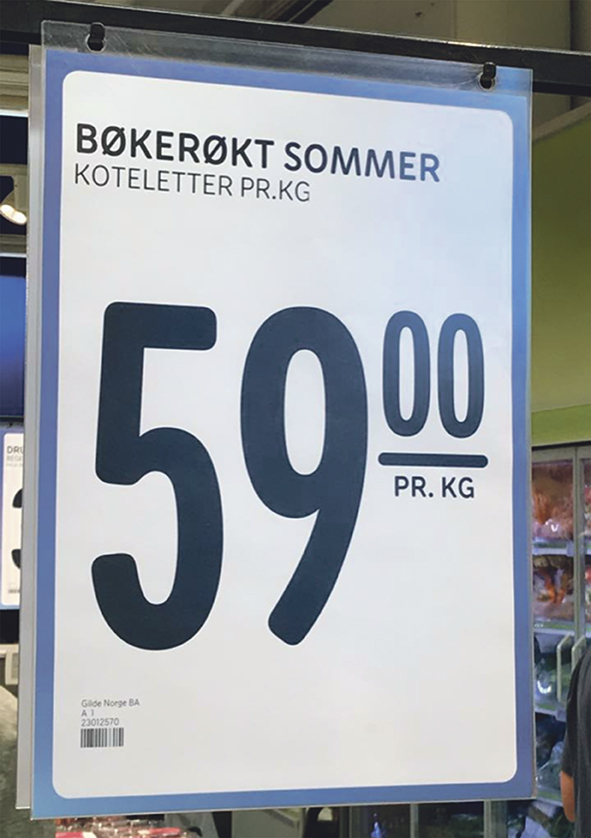 BØKERØKT SOMMER
KOTELETTER PR.KG
59 00
PR. KG
Gilde Norge BA
A 1
23012570